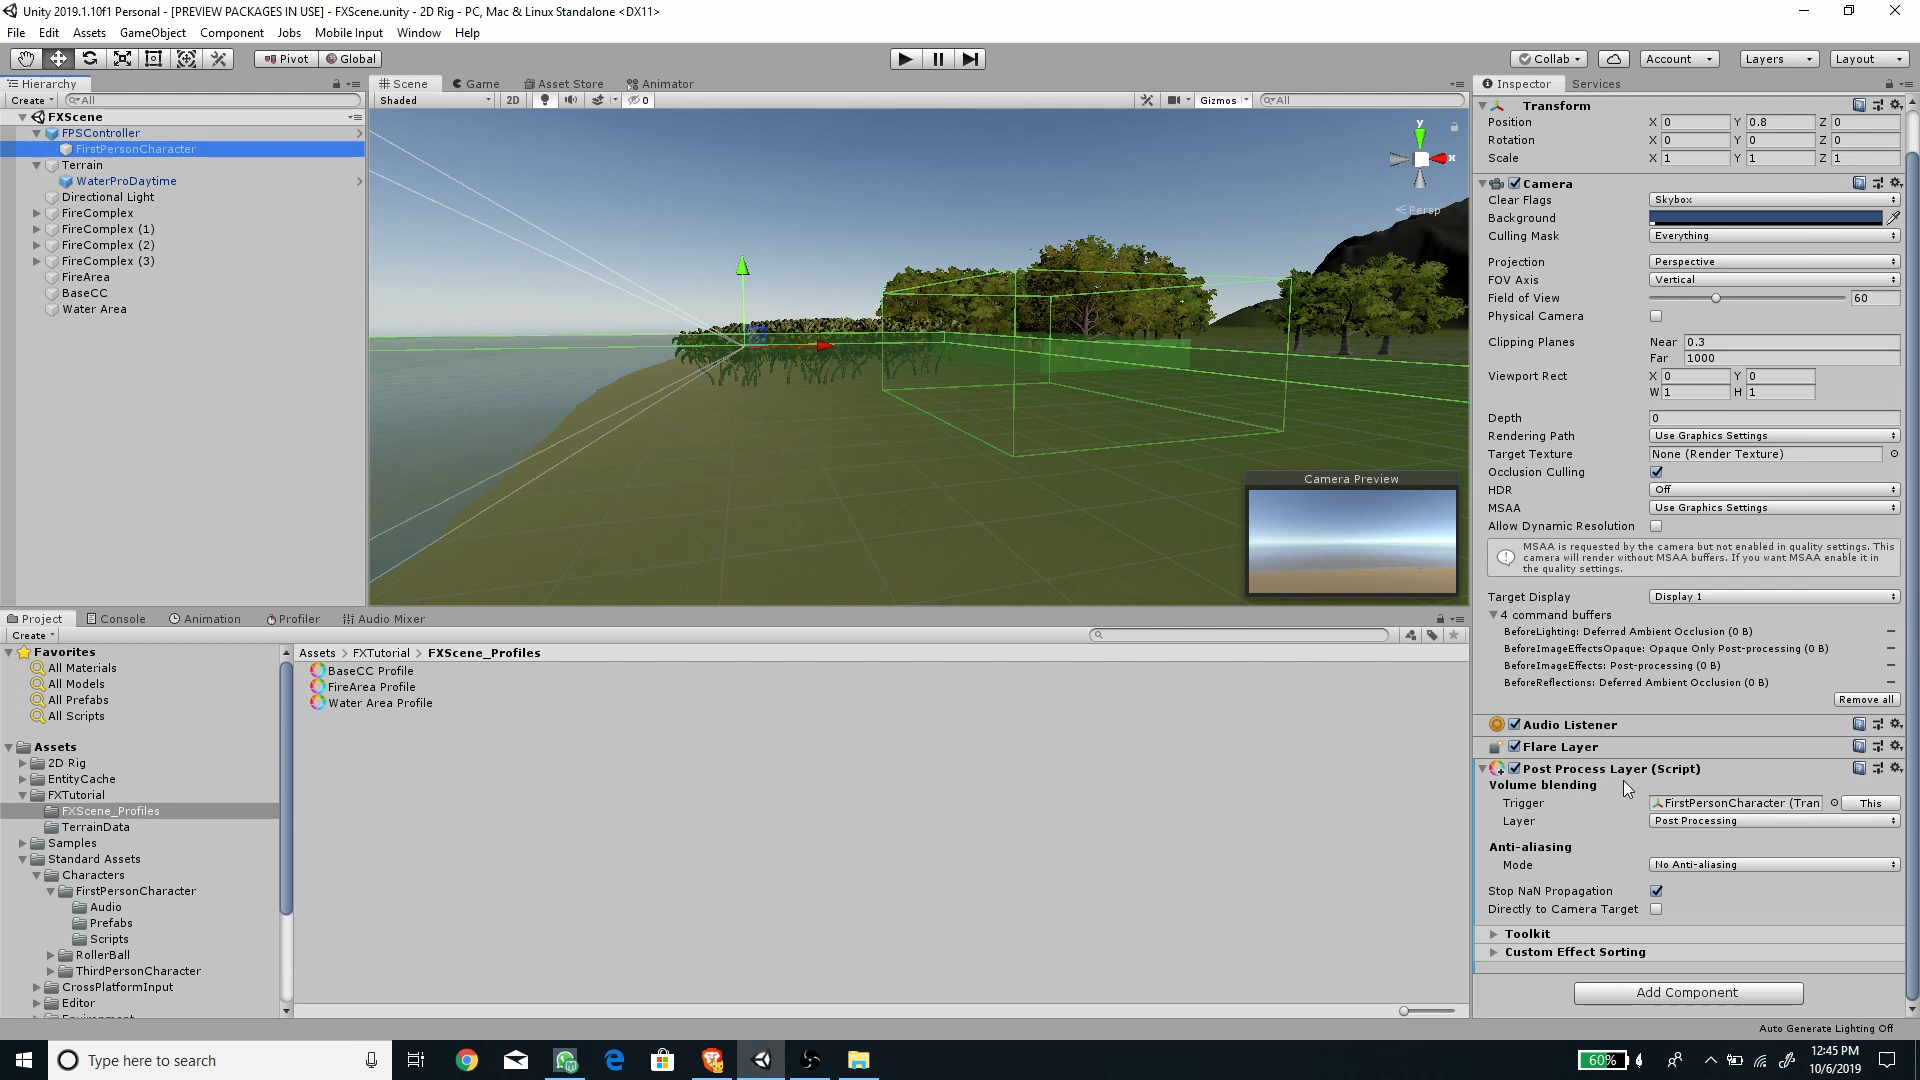 Unity 2019.1.10f1 Personal - [PREVIEW PACKAGES IN USE] - FXScene.unity - 2D Rig - PC, Mac & Linux Standalone <DX11>
File Edit Assets GameObject Component Jobs Mobile Input Window Help
Pivot Global Collab Account Layers Layout
Hierarchy
Create All
FXScene
FPSController
FirstPersonCharacter
Terrain
WaterProDaytime
Directional Light
FireComplex
FireComplex (1)
FireComplex (2)
FireComplex (3)
FireArea
BaseCC
Water Area
Scene Game Asset Store Animator
Shaded 2D 0 Gizmos All
y
x
Persp
Camera Preview
Inspector Services
Transform
Position X 0 Y 0.8 Z 0
Rotation X 0 Y 0 Z 0
Scale X 1 Y 1 Z 1
Camera
Clear Flags Skybox
Background
Culling Mask Everything
Projection Perspective
FOV Axis Vertical
Field of View 60
Physical Camera
Clipping Planes Near 0.3
Far 1000
Viewport Rect X 0 Y 0
W 1 H 1
Depth 0
Rendering Path Use Graphics Settings
Target Texture None (Render Texture)
Occlusion Culling
HDR Off
MSAA Use Graphics Settings
Allow Dynamic Resolution
MSAA is requested by the camera but not enabled in quality settings. This
camera will render without MSAA buffers. If you want MSAA enable it in
the quality settings.
Target Display Display 1
4 command buffers
BeforeLighting: Deferred Ambient Occlusion (0 B)
BeforeImageEffectsOpaque: Opaque Only Post-processing (0 B)
BeforeImageEffects: Post-processing (0 B)
BeforeReflections: Deferred Ambient Occlusion (0 B)
Remove all
Audio Listener
Flare Layer
Post Process Layer (Script)
Volume blending
Trigger FirstPersonCharacter (Tran This
Layer Post Processing
Anti-aliasing
Mode No Anti-aliasing
Stop NaN Propagation
Directly to Camera Target
Toolkit
Custom Effect Sorting
Add Component
Auto Generate Lighting Off
Project Console Animation Profiler Audio Mixer
Create
Favorites
All Materials
All Models
All Prefabs
All Scripts
Assets
2D Rig
EntityCache
FXTutorial
FXScene_Profiles
TerrainData
Samples
Standard Assets
Characters
FirstPersonCharacter
Audio
Prefabs
Scripts
RollerBall
ThirdPersonCharacter
CrossPlatformInput
Editor
Environment
Assets > FXTutorial > FXScene_Profiles
BaseCC Profile
FireArea Profile
Water Area Profile
Type here to search
60%
12:45 PM
10/6/2019